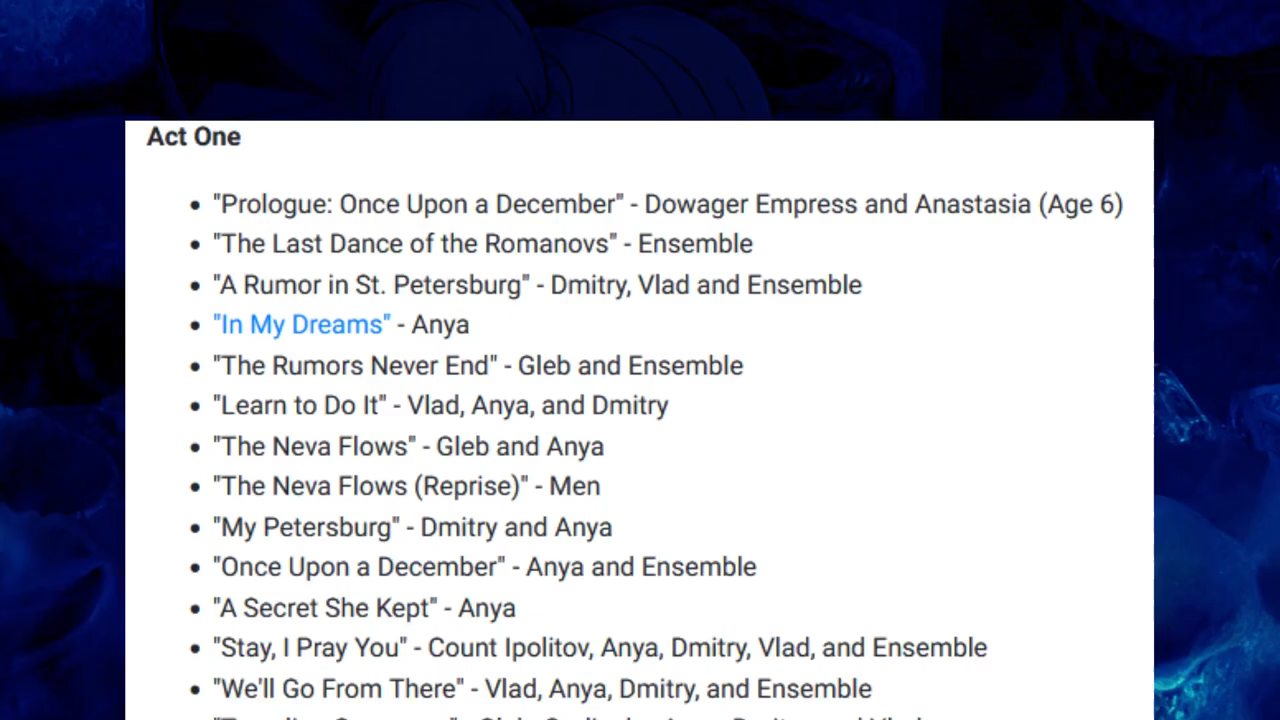 Act One
"Prologue: Once Upon a December" - Dowager Empress and Anastasia (Age 6)
"The Last Dance of the Romanovs" - Ensemble
"A Rumor in St. Petersburg" - Dmitry, Vlad and Ensemble
"In My Dreams" - Anya
"The Rumors Never End" - Gleb and Ensemble
"Learn to Do It" - Vlad, Anya, and Dmitry
"The Neva Flows" - Gleb and Anya
"The Neva Flows (Reprise)" - Men
"My Petersburg" - Dmitry and Anya
"Once Upon a December" - Anya and Ensemble
"A Secret She Kept" - Anya
"Stay, I Pray You" - Count Ipolitov, Anya, Dmitry, Vlad, and Ensemble
"We'll Go From There" - Vlad, Anya, Dmitry, and Ensemble